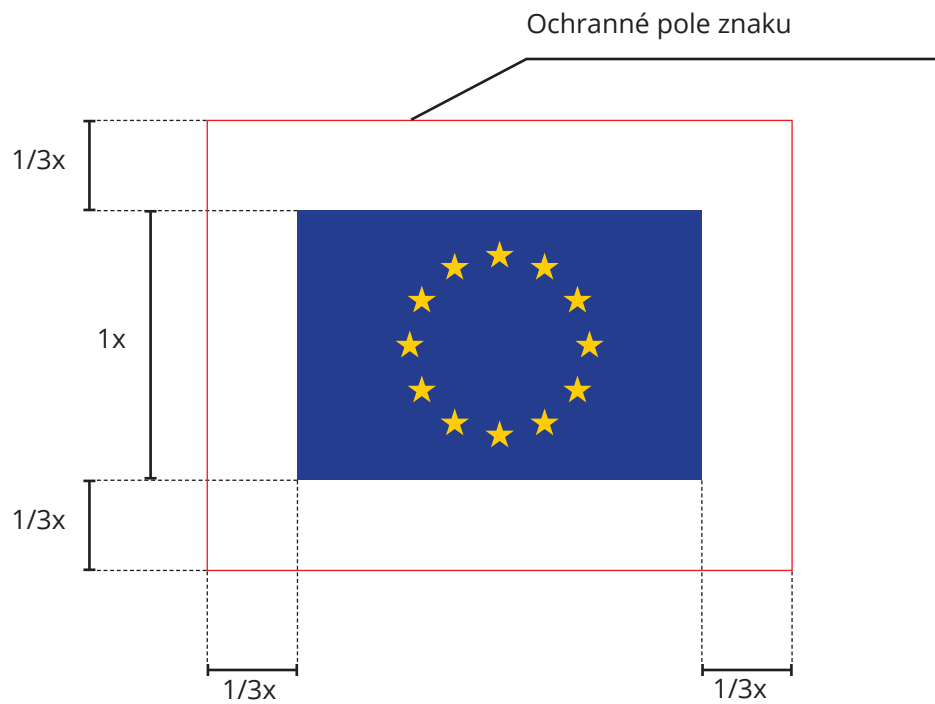 Ochranné pole znaku
1/3x
1x
1/3x
1/3x
1/3x